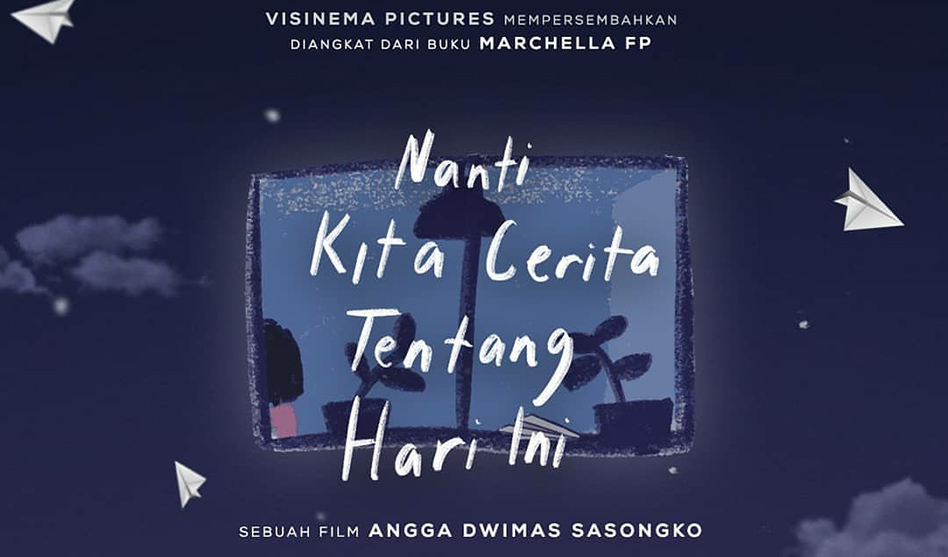 VISINEMA PICTURES MEMPERSEMBAHKAN
DIANGKAT DARI BUKU MARCHELLA FP
Nanti
Kita Cerita
Tentang
Hari Ini
SEBUAH FILM ANGGA DWIMAS SASONGKO